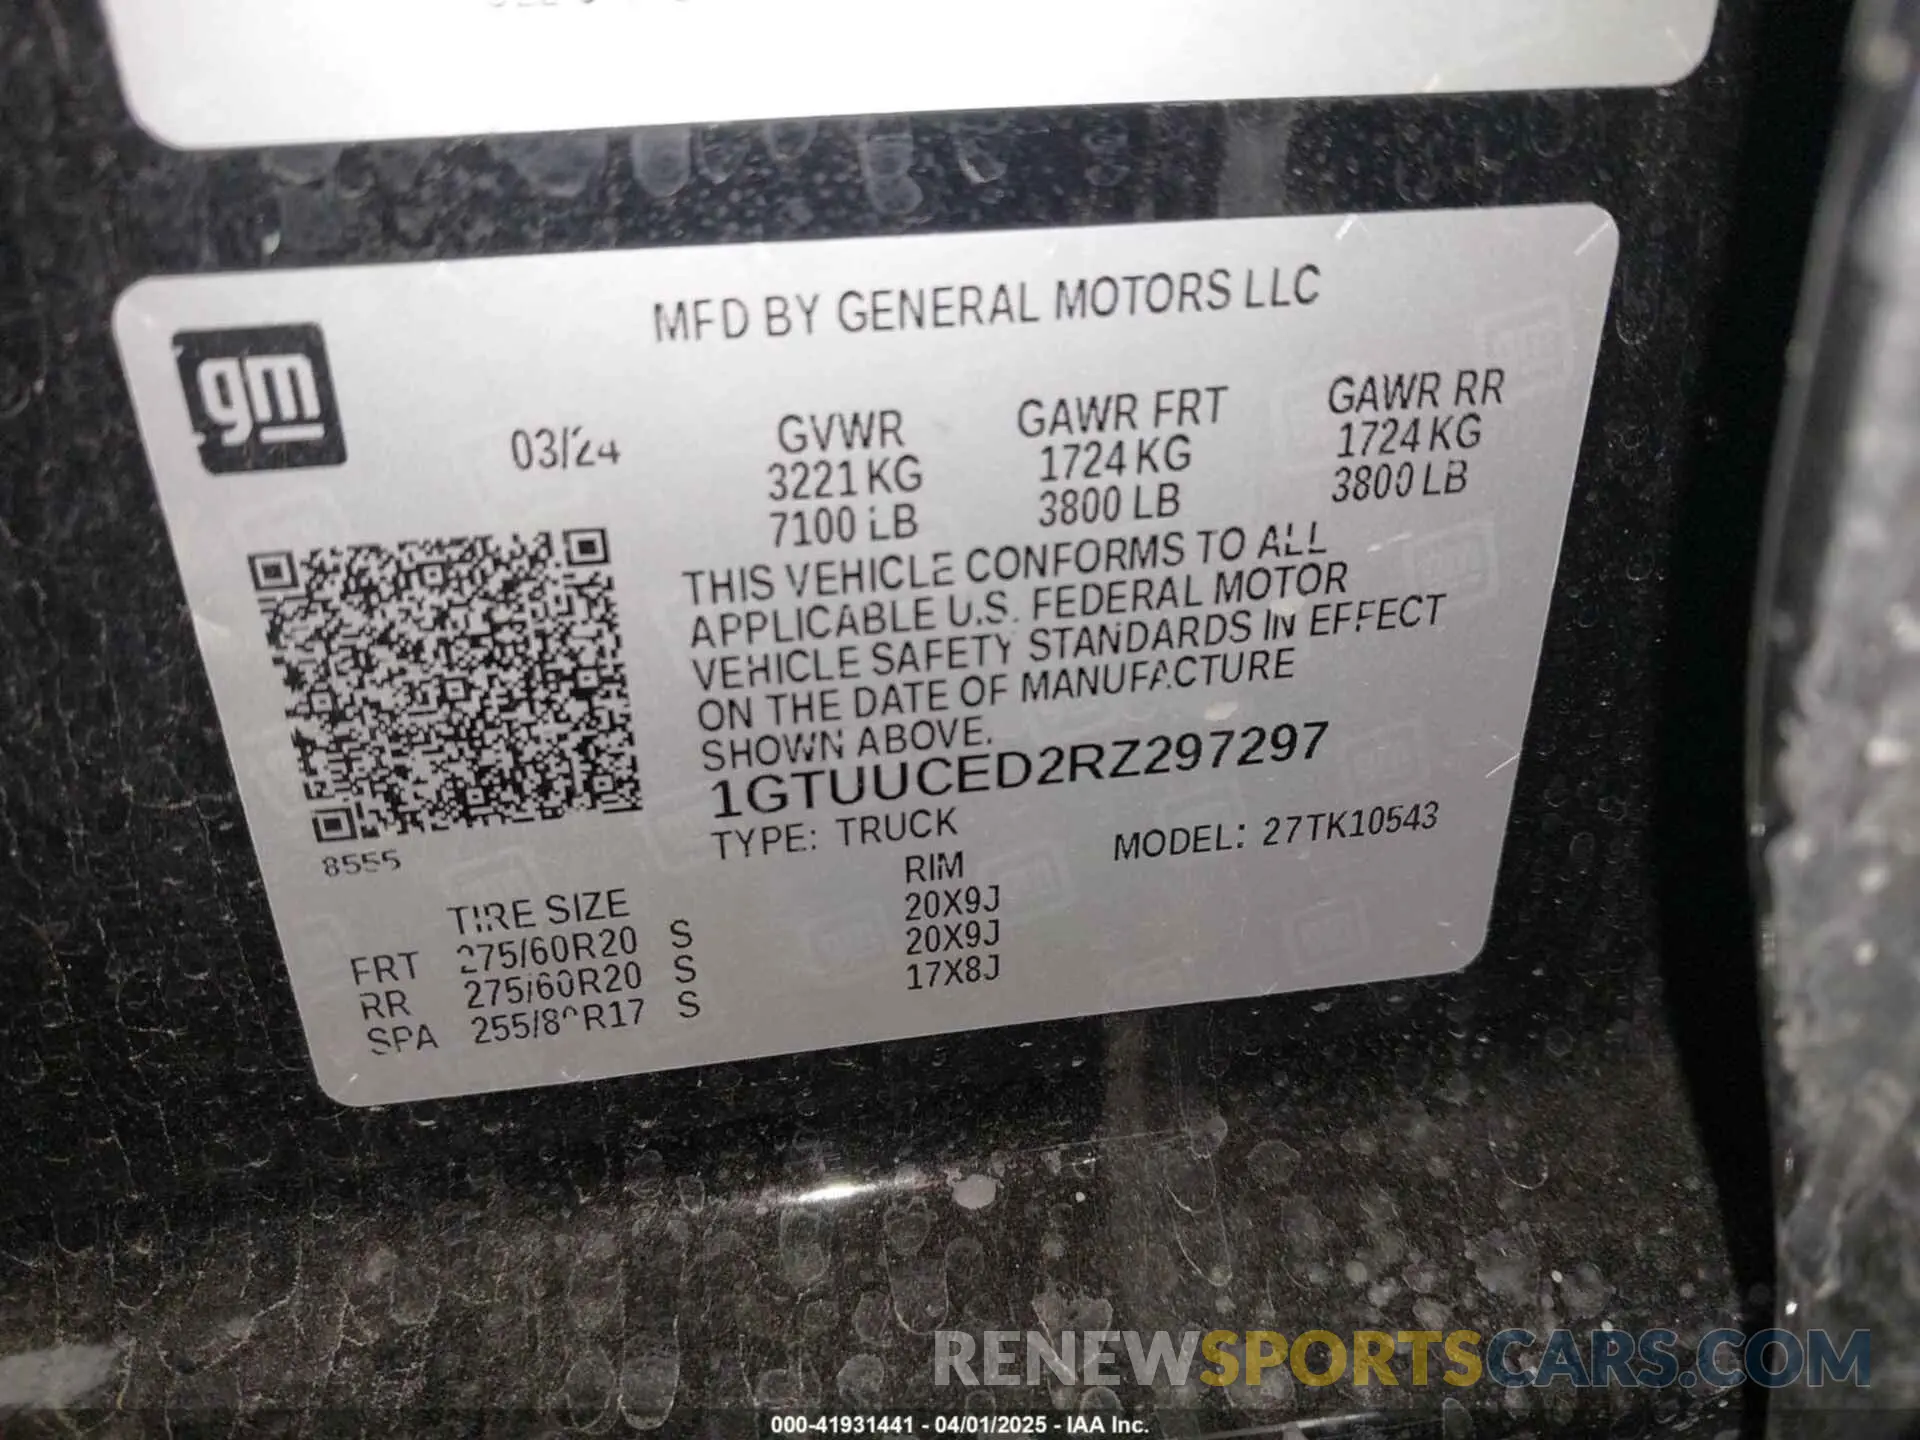 MFD BY GENERAL MOTORS LLC
gm
03/24
GVWR GAWR FRT GAWR RR
3221 KG 1724 KG 1724 KG
7100 LB 3800 LB 3800 LB
THIS VEHICLE CONFORMS TO ALL
APPLICABLE U.S. FEDERAL MOTOR
VEHICLE SAFETY STANDARDS IN EFFECT
ON THE DATE OF MANUFACTURE
SHOWN ABOVE.
1GTUUCED2RZ297297
8555
TYPE: TRUCK MODEL: 27TK10543
TIRE SIZE RIM
FRT 275/60R20 S 20X9J
RR 275/60R20 S 20X9J
SPA 255/80R17 S 17X8J
RENEWSPORTSCARS.COM
000-41931441 - 04/01/2025 - IAA Inc.